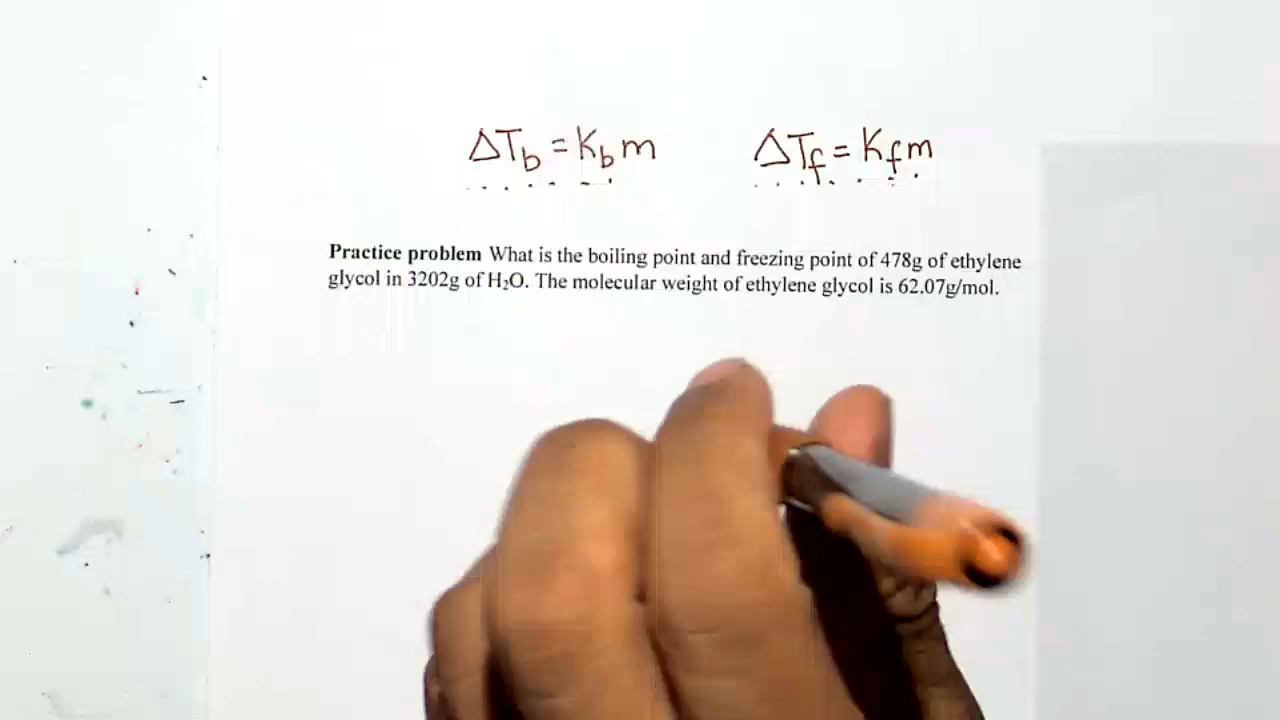 ΔTb = Kb m    ΔTf = Kf m
Practice problem What is the boiling point and freezing point of 478g of ethylene
glycol in 3202g of H₂O. The molecular weight of ethylene glycol is 62.07g/mol.